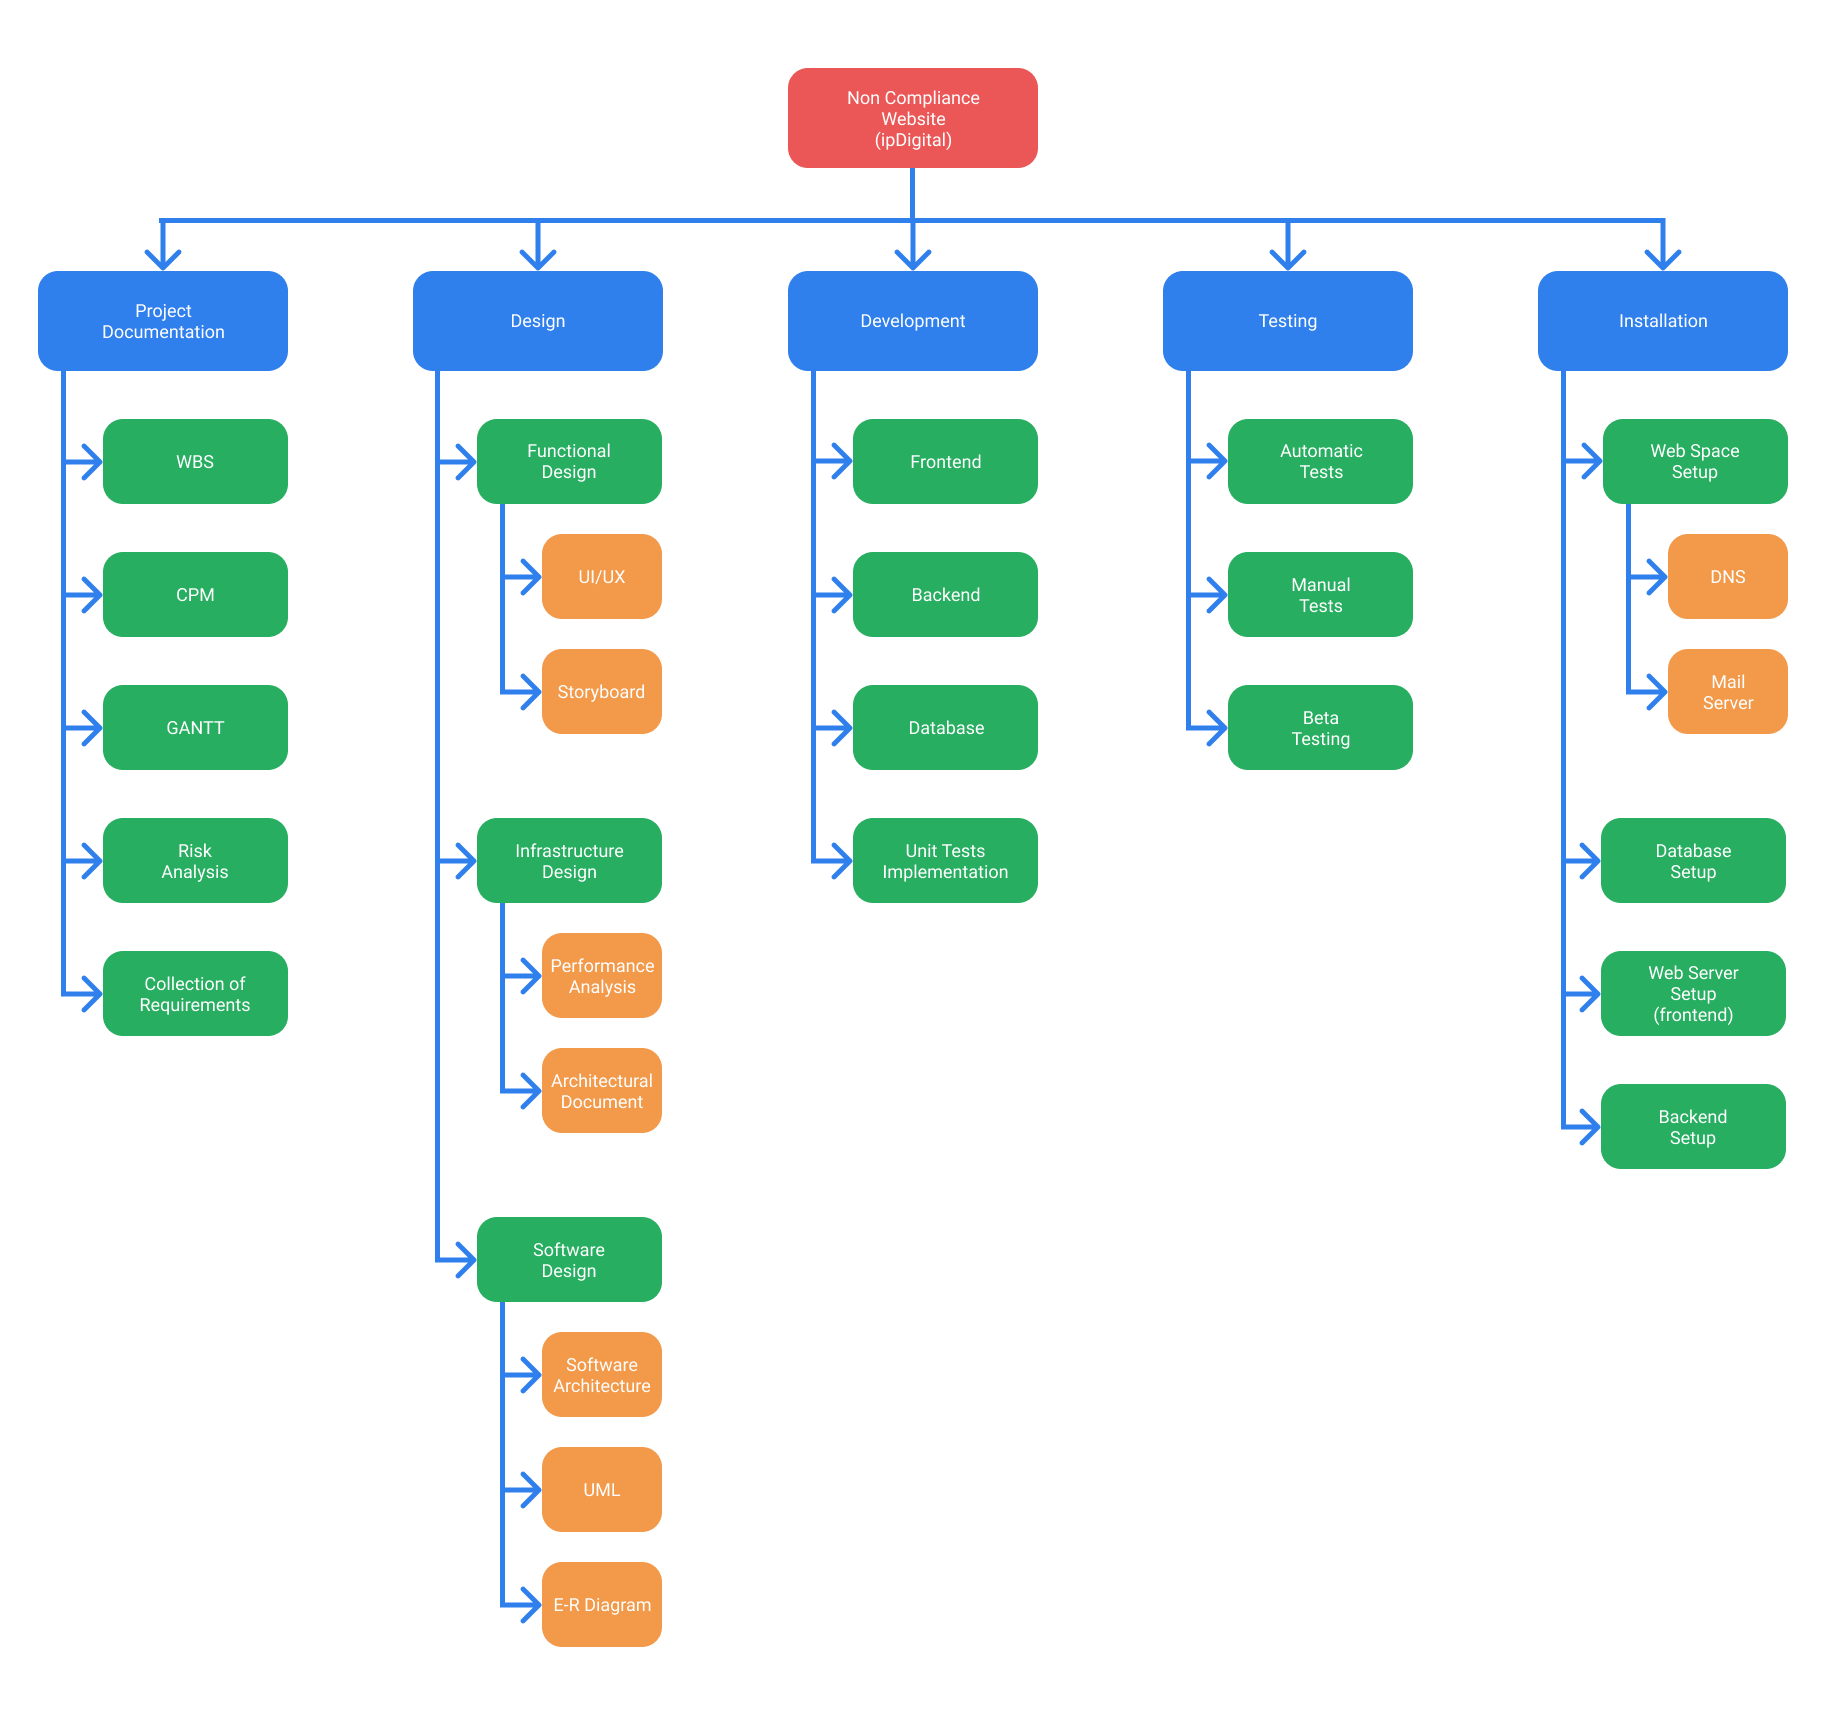 Non Compliance
Website
(ipDigital)
Project
Documentation
WBS
CPM
GANTT
Risk
Analysis
Collection of
Requirements
Design
Functional
Design
UI/UX
Storyboard
Infrastructure
Design
Performance
Analysis
Architectural
Document
Software
Design
Software
Architecture
UML
E-R Diagram
Development
Frontend
Backend
Database
Unit Tests
Implementation
Testing
Automatic
Tests
Manual
Tests
Beta
Testing
Installation
Web Space
Setup
DNS
Mail
Server
Database
Setup
Web Server
Setup
(frontend)
Backend
Setup